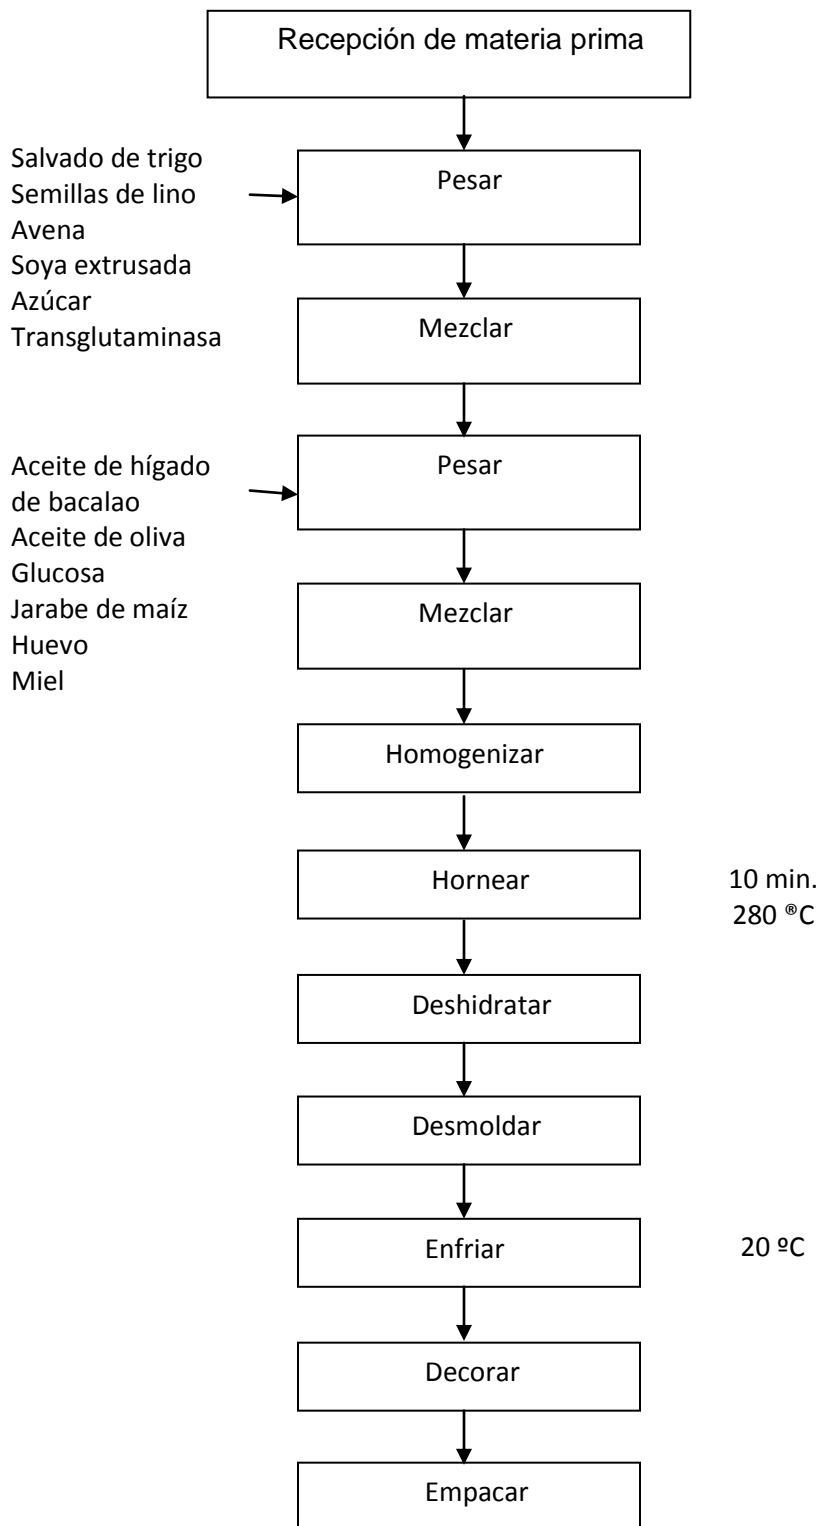 Recepción de materia prima
Salvado de trigo
Semillas de lino
Avena
Soya extrusada
Azúcar
Transglutaminasa
Pesar
Mezclar
Aceite de hígado
de bacalao
Aceite de oliva
Glucosa
Jarabe de maíz
Huevo
Miel
Pesar
Mezclar
Homogenizar
Hornear
10 min.
280 ®C
Deshidratar
Desmoldar
Enfriar
20 ºC
Decorar
Empacar